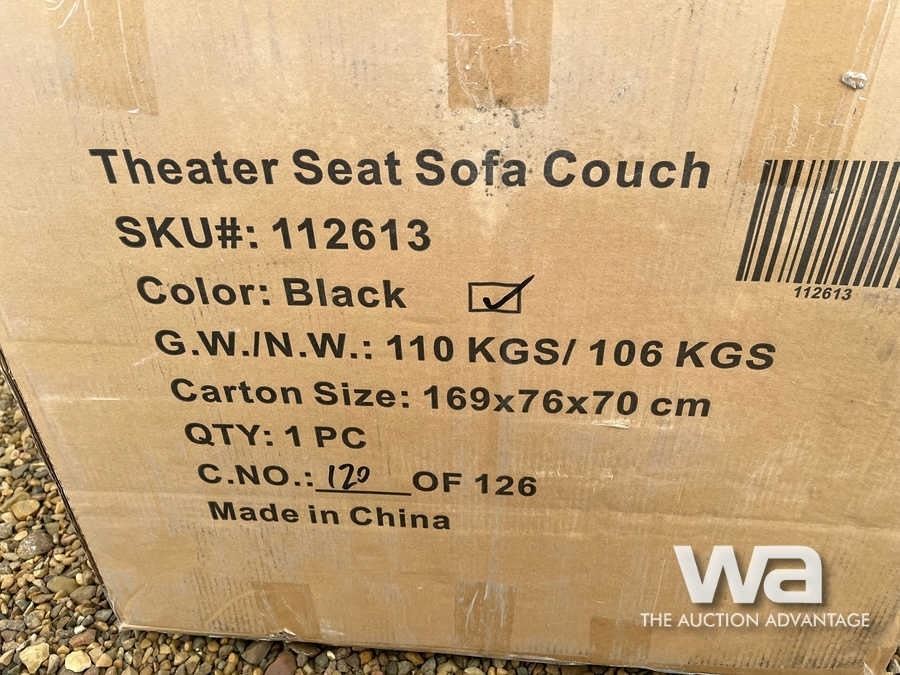 Theater Seat Sofa Couch
SKU#: 112613
Color: Black
112613
G.W./N.W.: 110 KGS/ 106 KGS
Carton Size: 169x76x70 cm
QTY: 1 PC
C.NO.: 120 OF 126
Made in China
wa
THE AUCTION ADVANTAGE